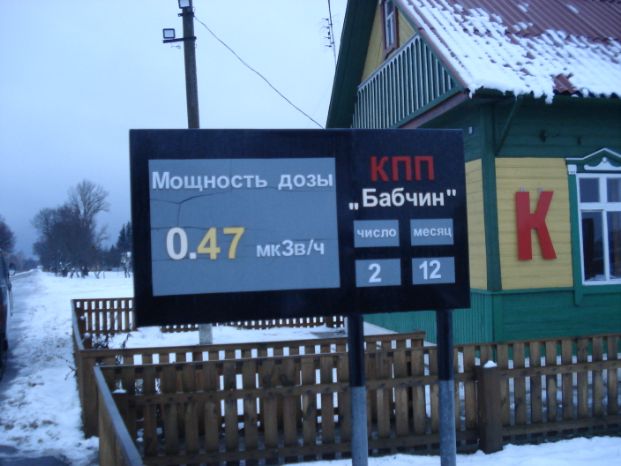 Мощность дозы
0.47 мкЗв/ч
КПП
„Бабчин"
число месяц
2 12
К